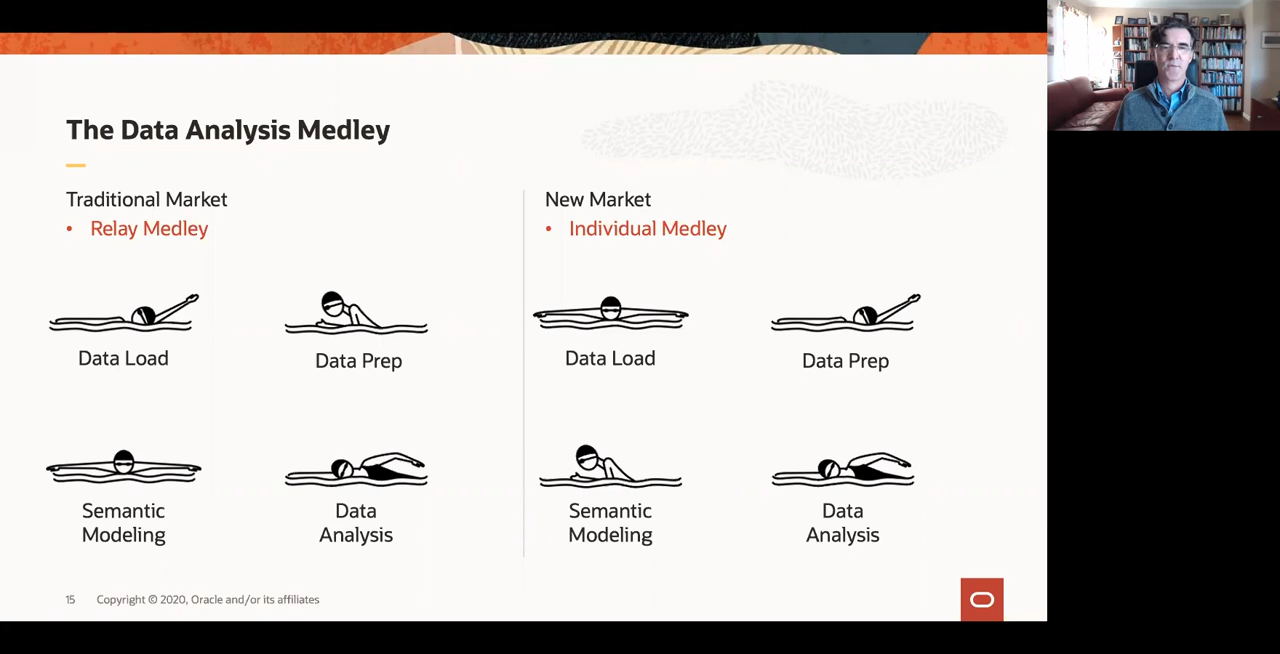 The Data Analysis Medley
Traditional Market
• Relay Medley
Data Load
Data Prep
Semantic
Modeling
Data
Analysis
New Market
• Individual Medley
Data Load
Data Prep
Semantic
Modeling
Data
Analysis
15 Copyright © 2020, Oracle and/or its affiliates